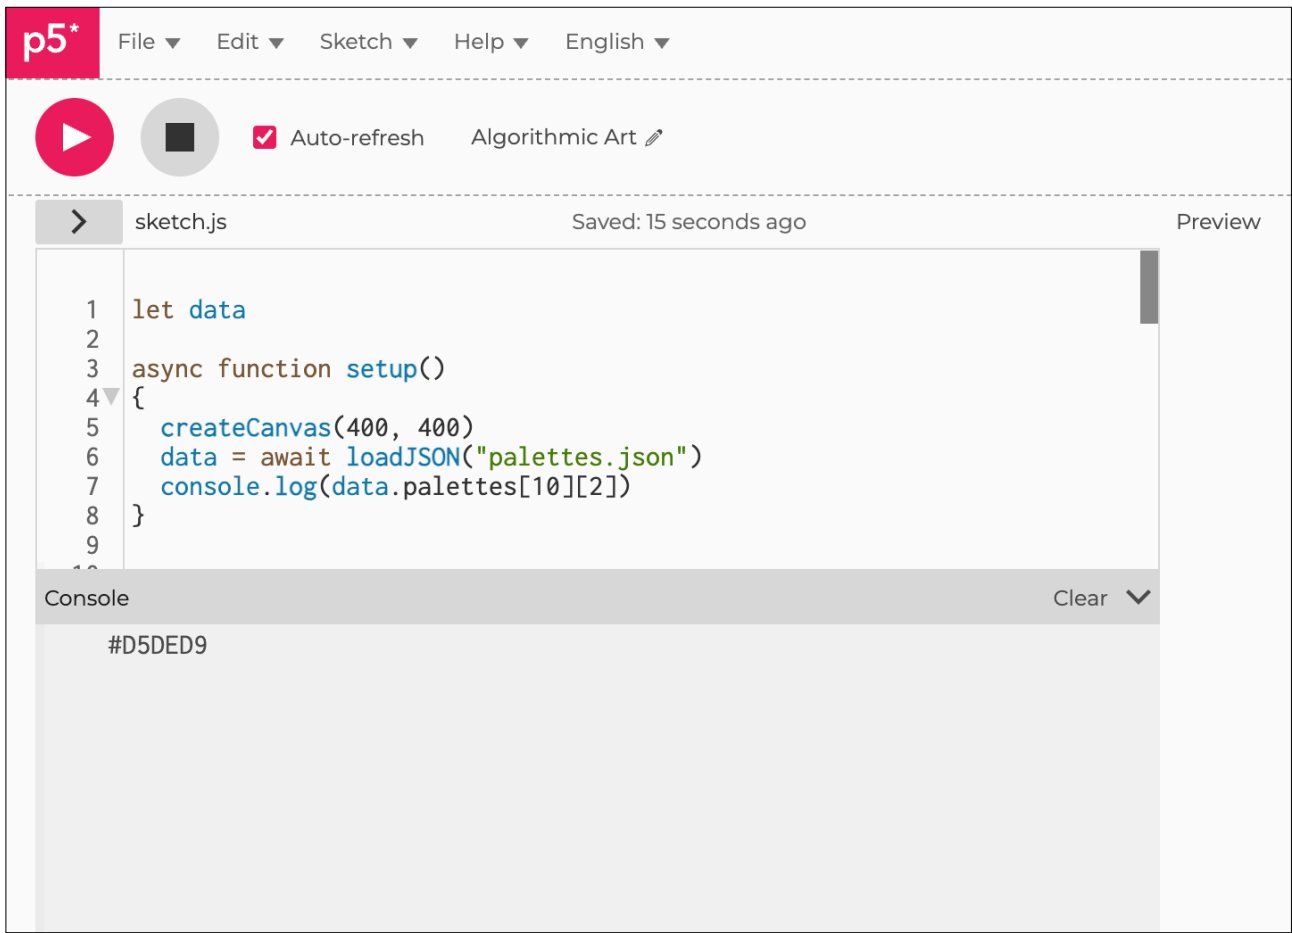 p5* File Edit Sketch Help English
Auto-refresh Algorithmic Art
sketch.js Saved: 15 seconds ago Preview
1 let data
2
3 async function setup()
4 {
5 createCanvas(400, 400)
6 data = await loadJSON("palettes.json")
7 console.log(data.palettes[10][2])
8 }
9
Console Clear
#D5DED9